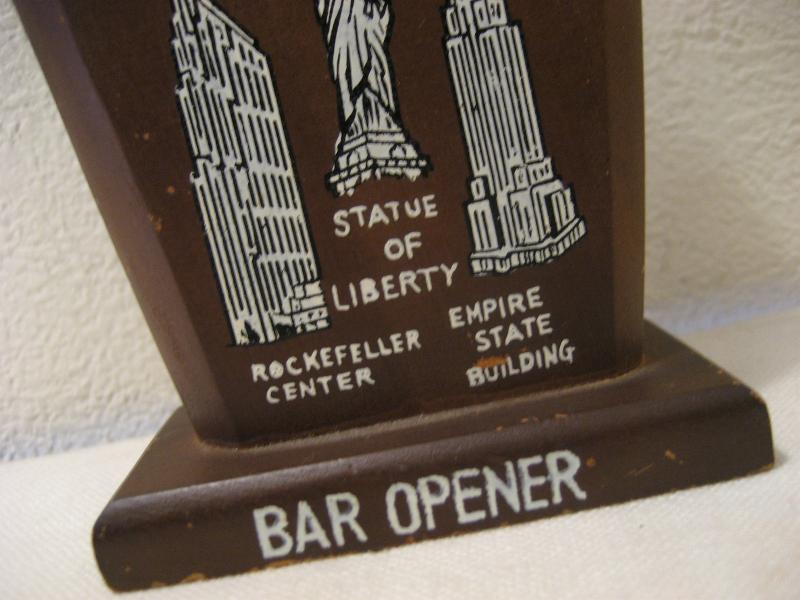 STATUE
OF
LIBERTY
ROCKEFELLER
CENTER
EMPIRE
STATE
BUILDING
BAR OPENER